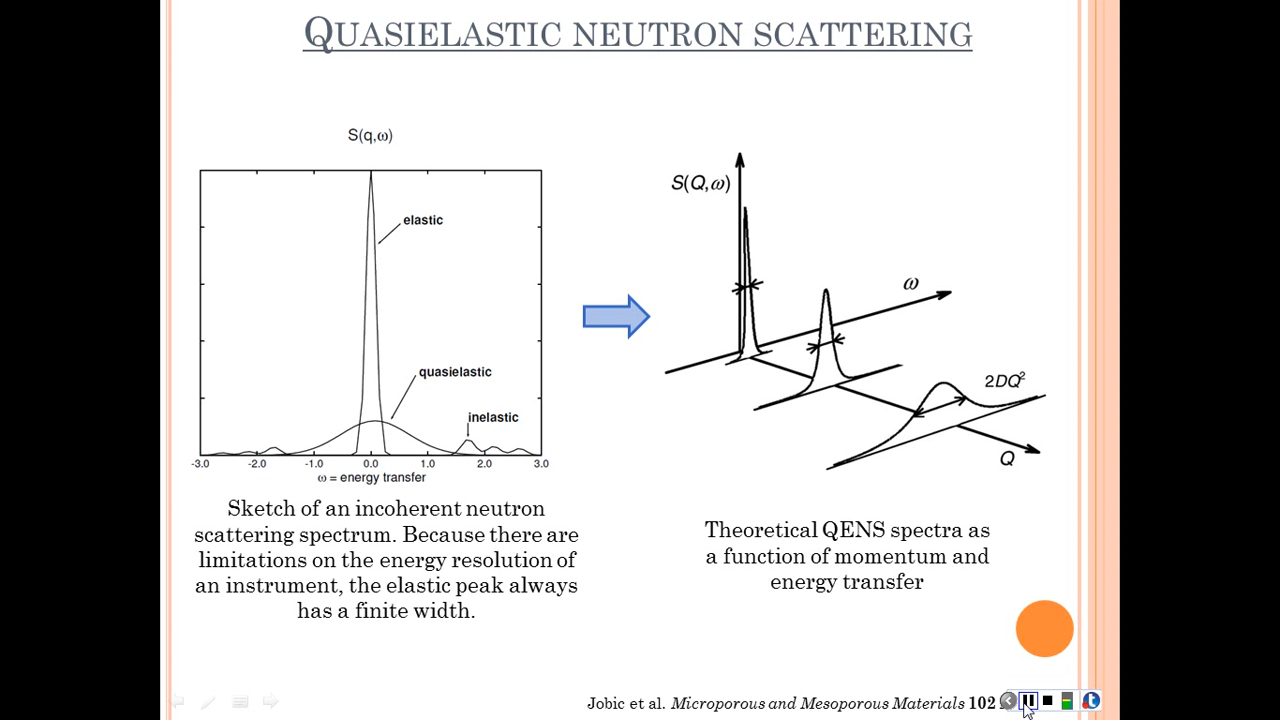 QUASIELASTIC NEUTRON SCATTERING
S(q,ω)
elastic
quasielastic
inelastic
-3.0 -2.0 -1.0 0.0 1.0 2.0 3.0
ω = energy transfer
Sketch of an incoherent neutron
scattering spectrum. Because there are
limitations on the energy resolution of
an instrument, the elastic peak always
has a finite width.
S(Q,ω)
ω
2DQ²
Q
Theoretical QENS spectra as
a function of momentum and
energy transfer
Jobic et al. Microporous and Mesoporous Materials 102
t